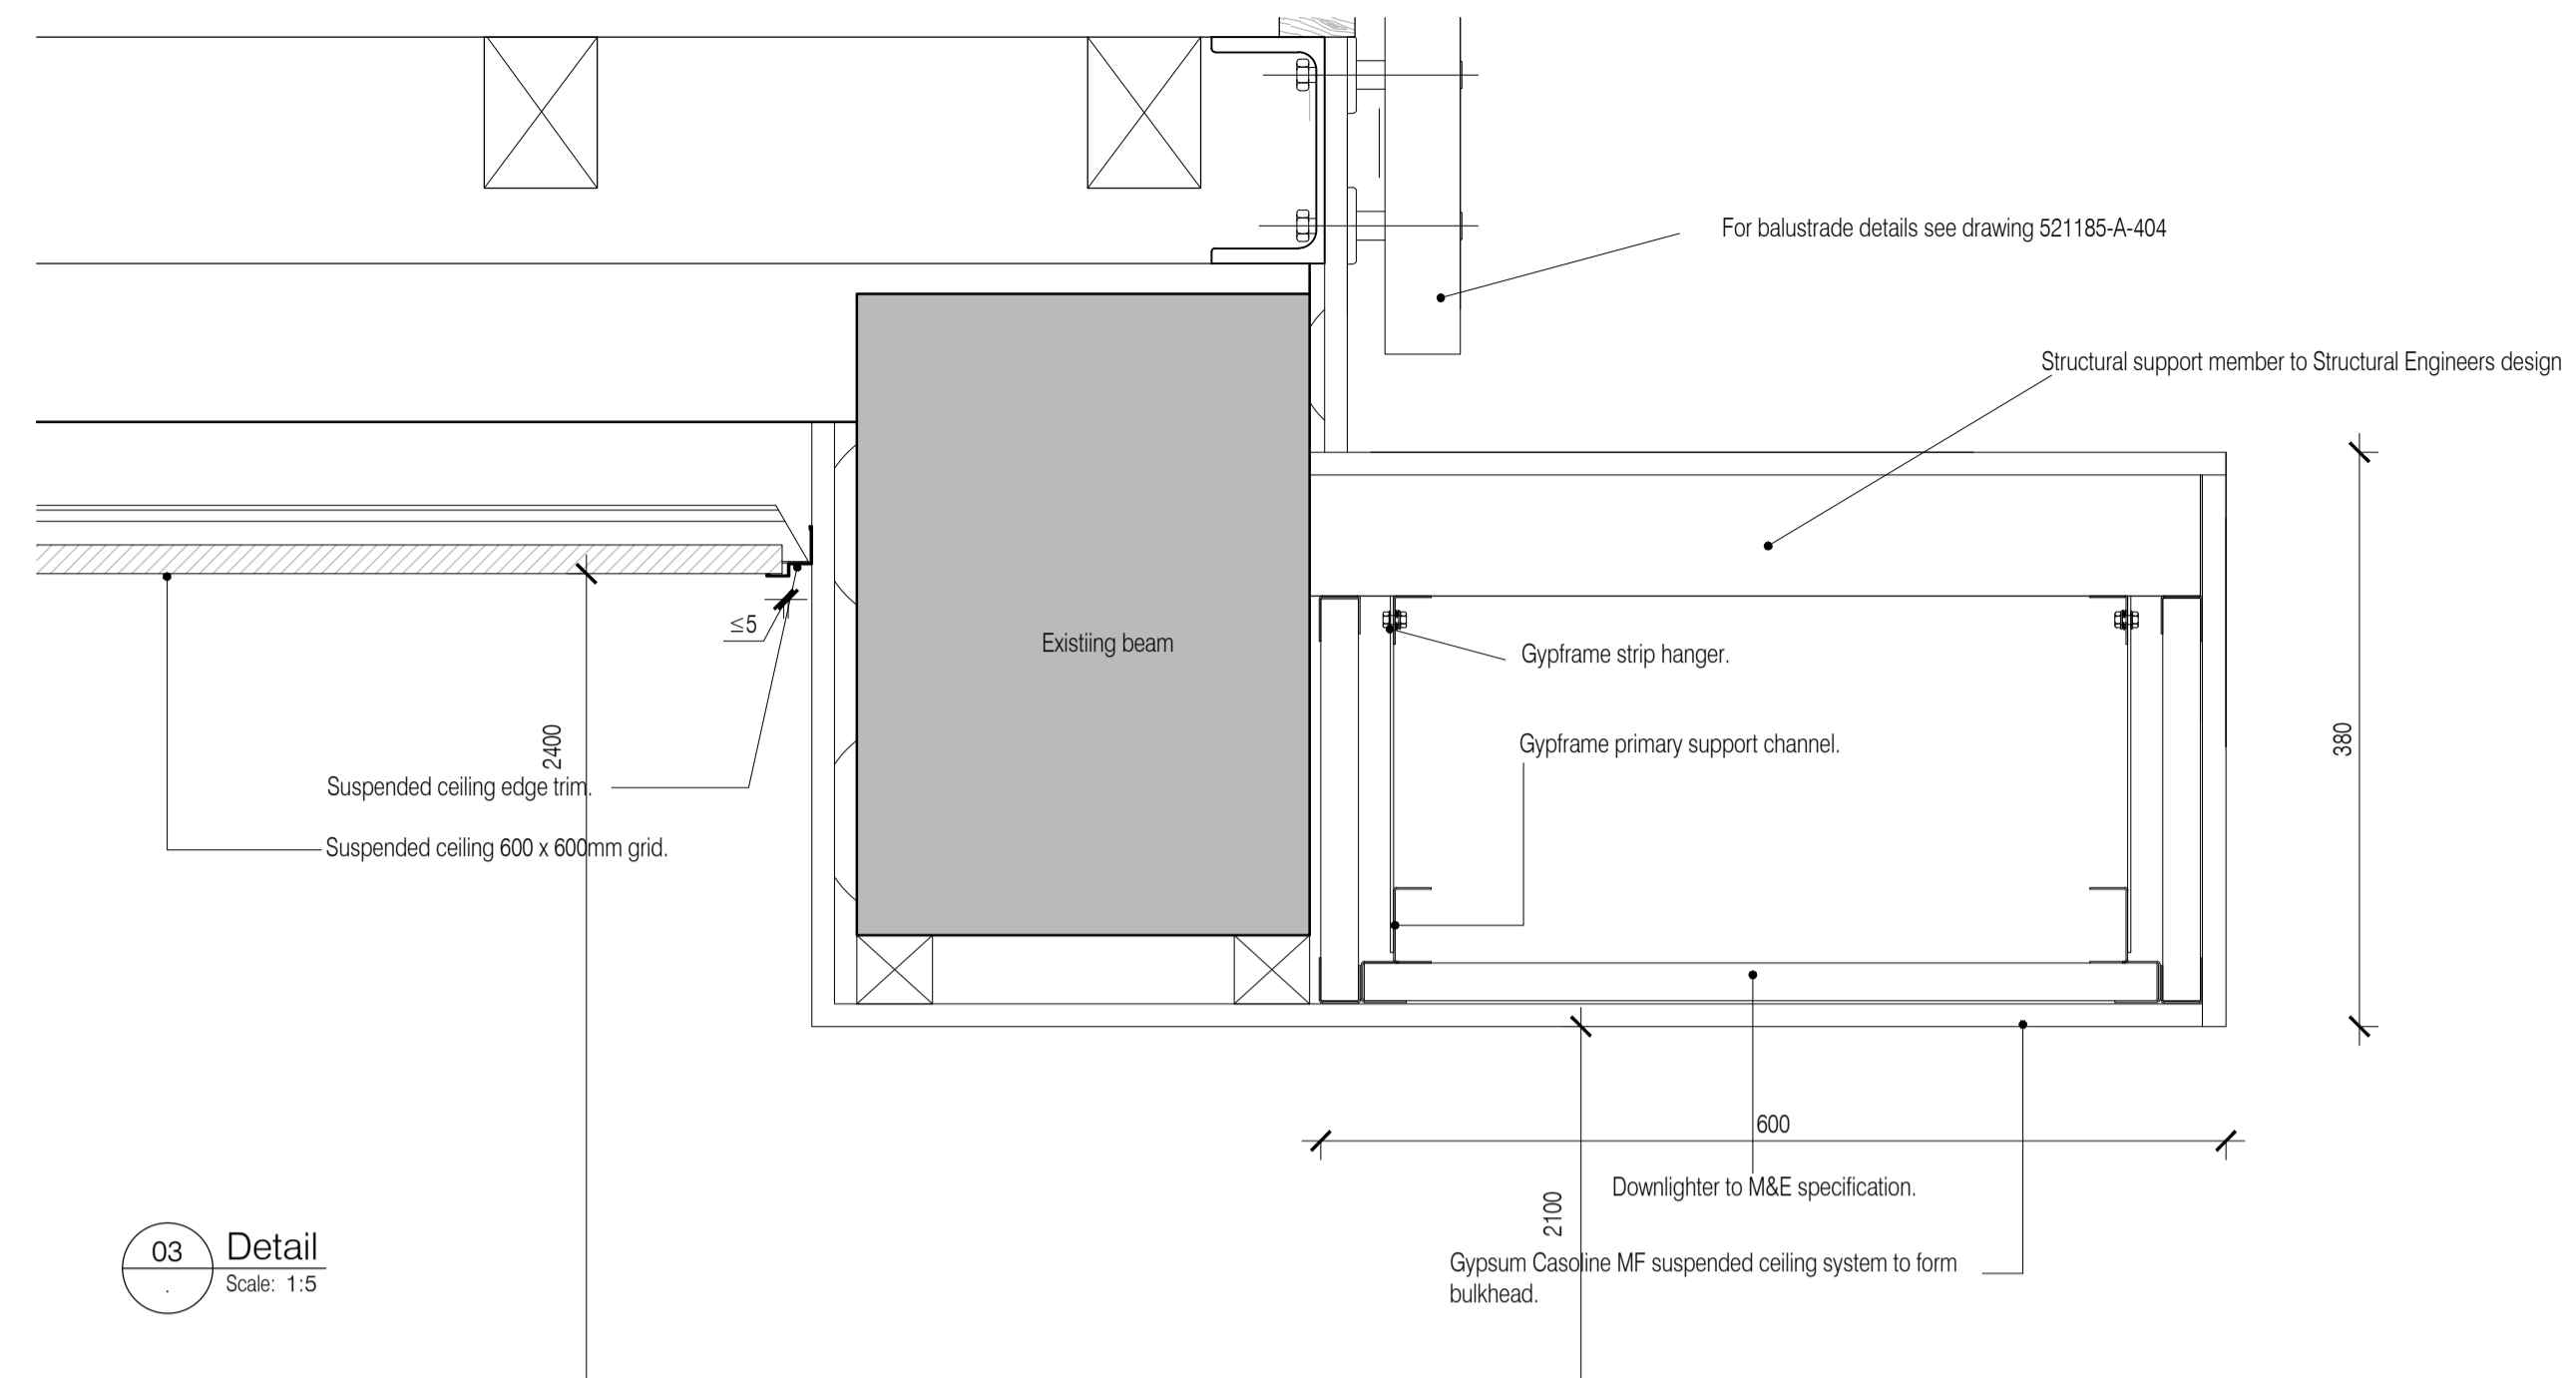 For balustrade details see drawing 521185-A-404
Structural support member to Structural Engineers design
≤5
Existiing beam
Gypframe strip hanger.
2400
Gypframe primary support channel.
380
Suspended ceiling edge trim.
Suspended ceiling 600 x 600mm grid.
600
Downlighter to M&E specification.
2100
Gypsum Casoline MF suspended ceiling system to form
bulkhead.
03
Detail
Scale: 1:5